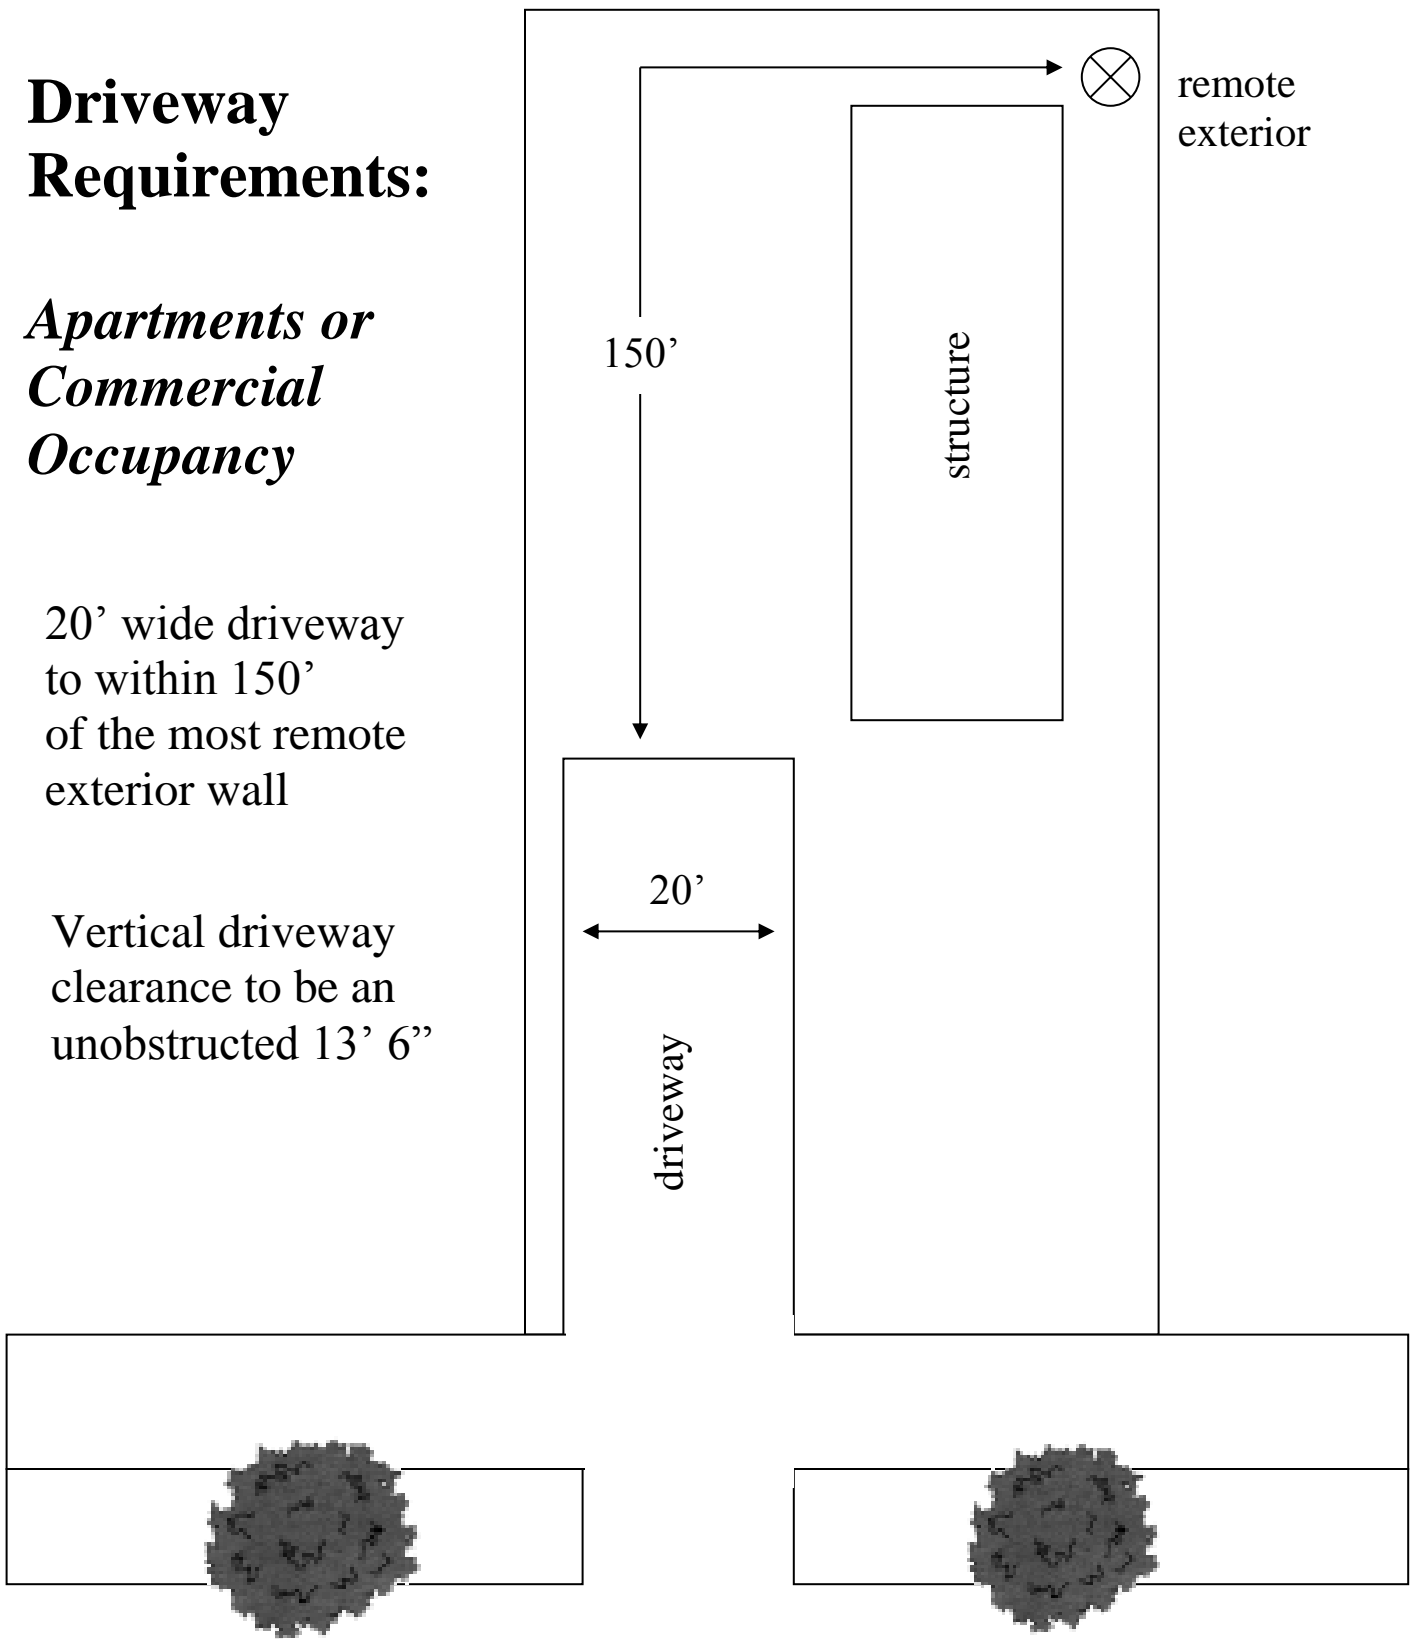 Driveway
Requirements:
Apartments or
Commercial
Occupancy
20’ wide driveway
to within 150’
of the most remote
exterior wall
Vertical driveway
clearance to be an
unobstructed 13’ 6”
remote
exterior
150’
structure
20’
driveway